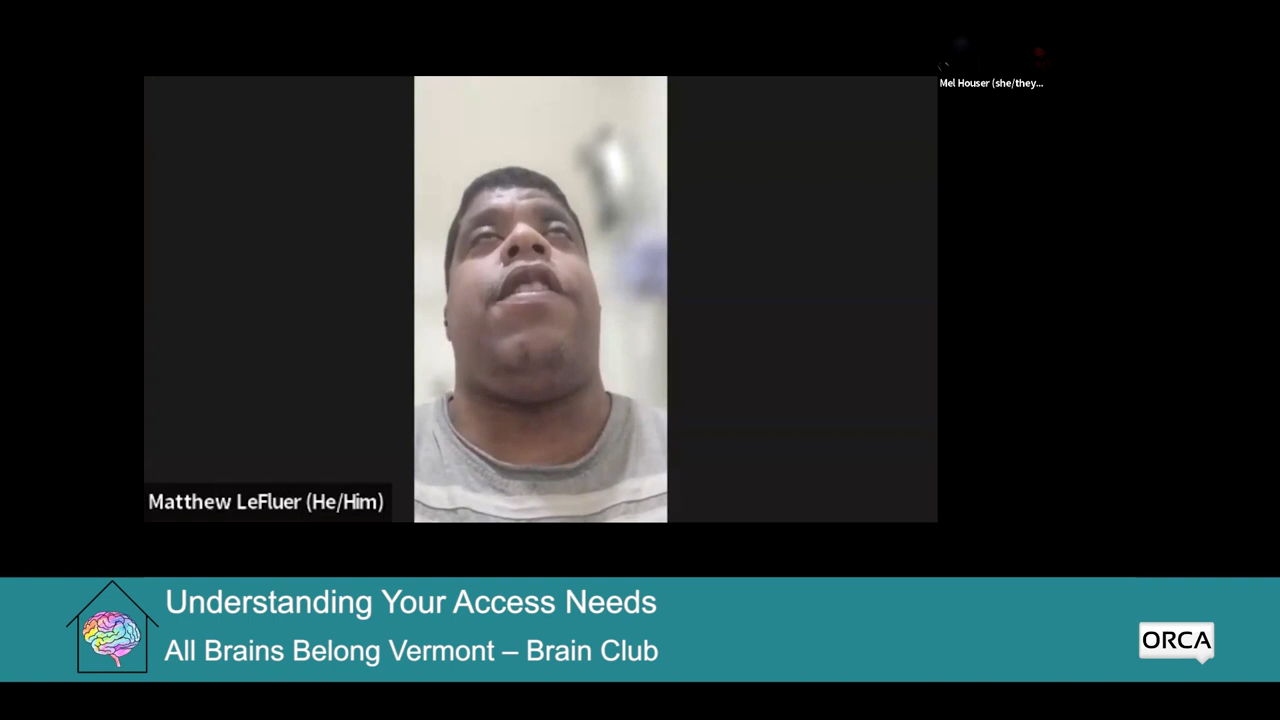 Mel Houser (she/they...
Matthew LeFluer (He/Him)
Understanding Your Access Needs
All Brains Belong Vermont – Brain Club
ORCA